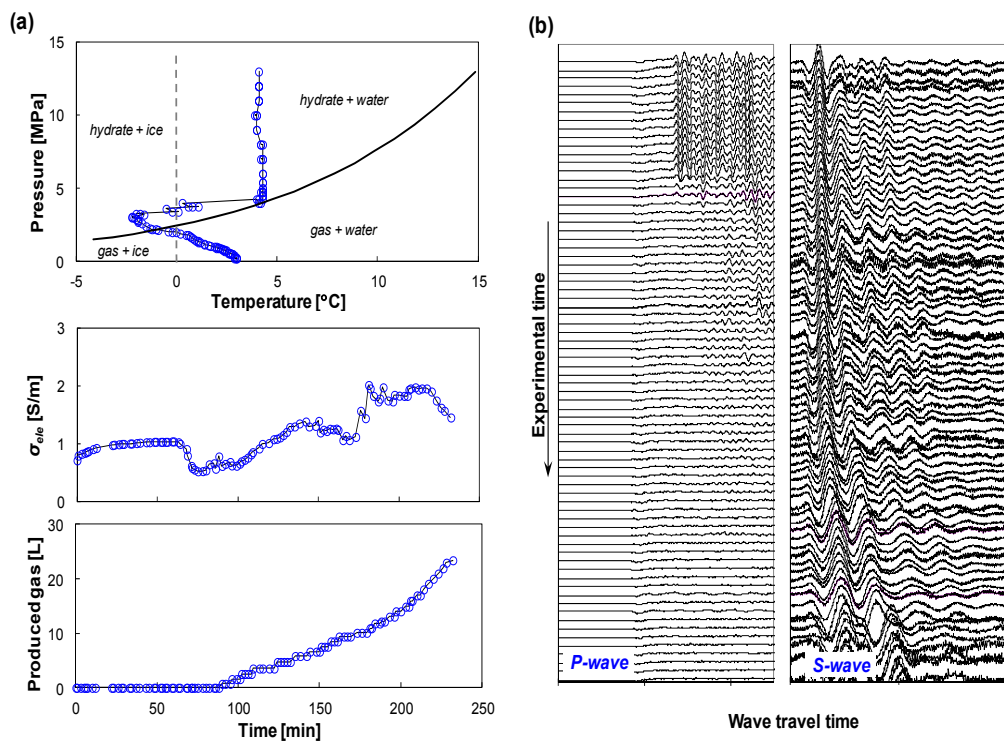 (a)
15
10
5
0
Pressure [MPa]
hydrate + ice
hydrate + water
gas + ice
gas + water
-5
0
5
10
15
Temperature [°C]
3
2
1
0
σele [S/m]
30
20
10
0
Produced gas [L]
0
50
100
150
200
250
Time [min]
(b)
Experimental time
P-wave
S-wave
Wave travel time